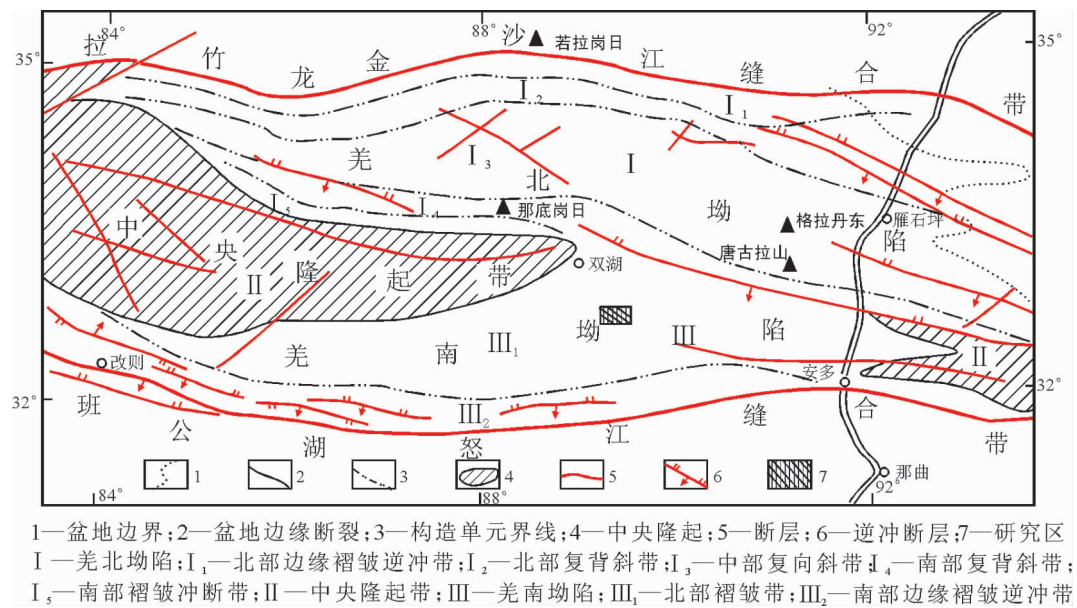 84° 88° 92°
拉 竹 龙 金 沙 江 缝 合 带
▲ 若拉岗日
35° 35°
Ⅰ₂ Ⅰ₁
羌 Ⅰ₃ 北 Ⅰ 坳 陷
Ⅰ₅ Ⅰ₄ ▲ 那底岗日
▲ 格拉丹东 雁石坪
唐古拉山 ▲
中 央 Ⅱ 隆 起 带
双湖
羌 南 Ⅲ₁ 坳 Ⅲ 陷
Ⅱ
改则 安多
32° 32°
Ⅲ₂
班 公 湖 怒 江 缝 合 带
1 2 3 4 5 6 7
那曲
84° 88° 92°
1—盆地边界;2—盆地边缘断裂;3—构造单元界线;4—中央隆起;5—断层;6—逆冲断层;7—研究区
Ⅰ—羌北坳陷;Ⅰ₁—北部边缘褶皱逆冲带;Ⅰ₂—北部复背斜带;Ⅰ₃—中部复向斜带;Ⅰ₄—南部复背斜带;
Ⅰ₅—南部褶皱冲断带;Ⅱ—中央隆起带;Ⅲ—羌南坳陷;Ⅲ₁—北部褶皱带;Ⅲ₂—南部边缘褶皱逆冲带